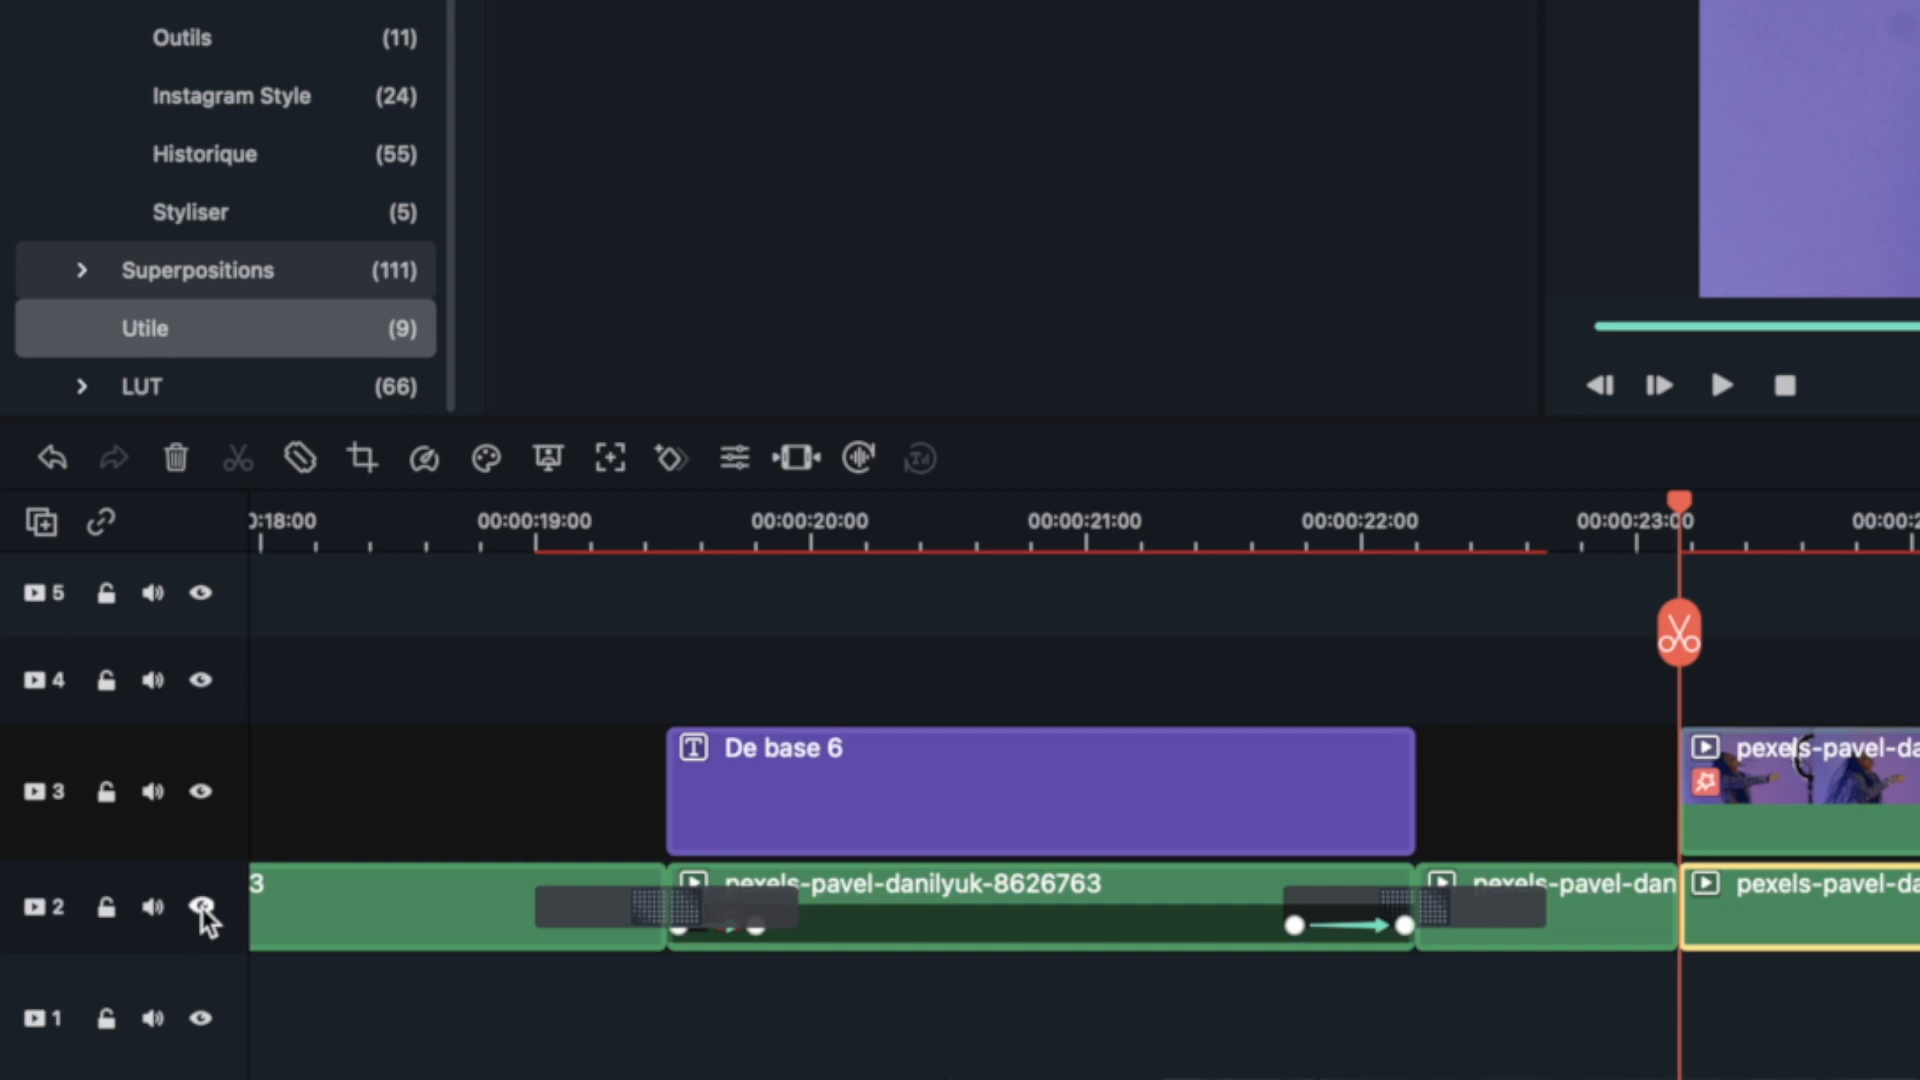 Outils (11)
Instagram Style (24)
Historique (55)
Styliser (5)
Superpositions (111)
Utile (9)
LUT (66)
0:18:00 00:00:19:00 00:00:20:00 00:00:21:00 00:00:22:00 00:00:23:00 00:00:2
5
4
De base 6
pexels-pavel-da
3
3
pexels-pavel-danilyuk-8626763
pexels-pavel-dan
pexels-pavel-da
2
1